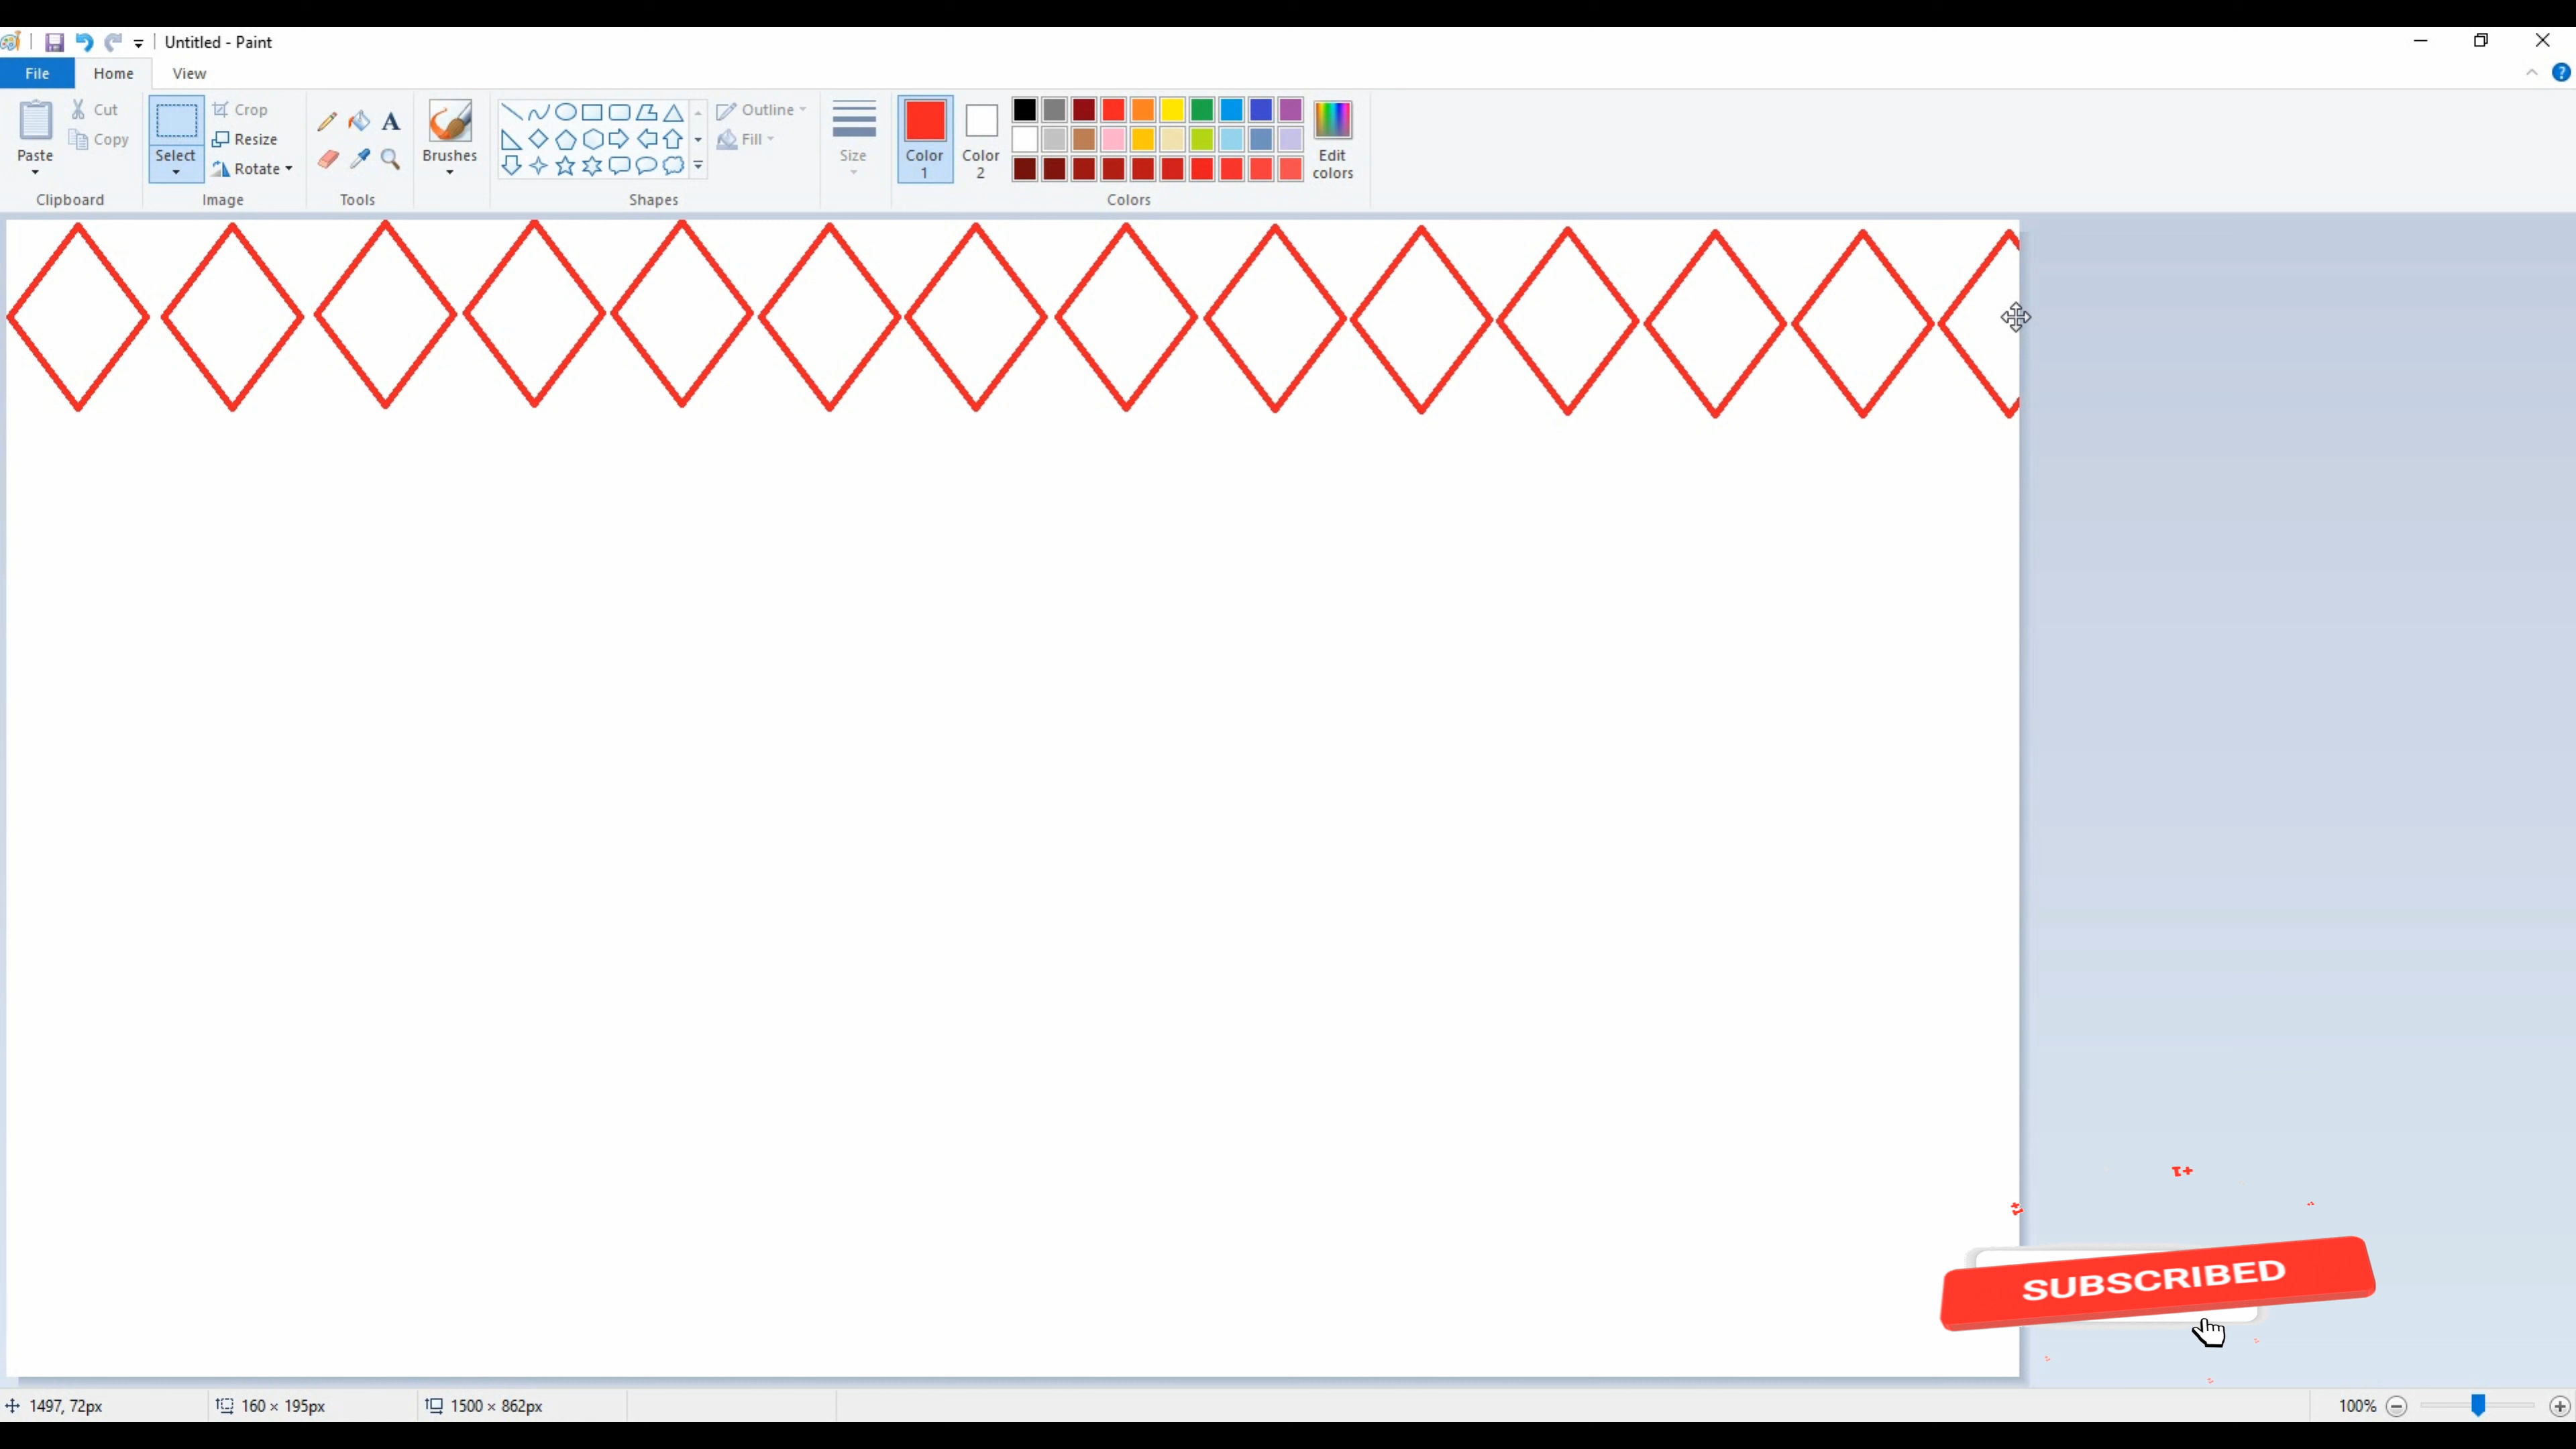 Untitled - Paint
File Home View
Paste Cut Copy Clipboard
Select Crop Resize Rotate Image
A
Tools
Brushes
Outline Fill Shapes
Size
Color 1
Color 2
Edit colors
Colors
?
SUBSCRIBED
1497, 72px 160 × 195px 1500 × 862px 100%